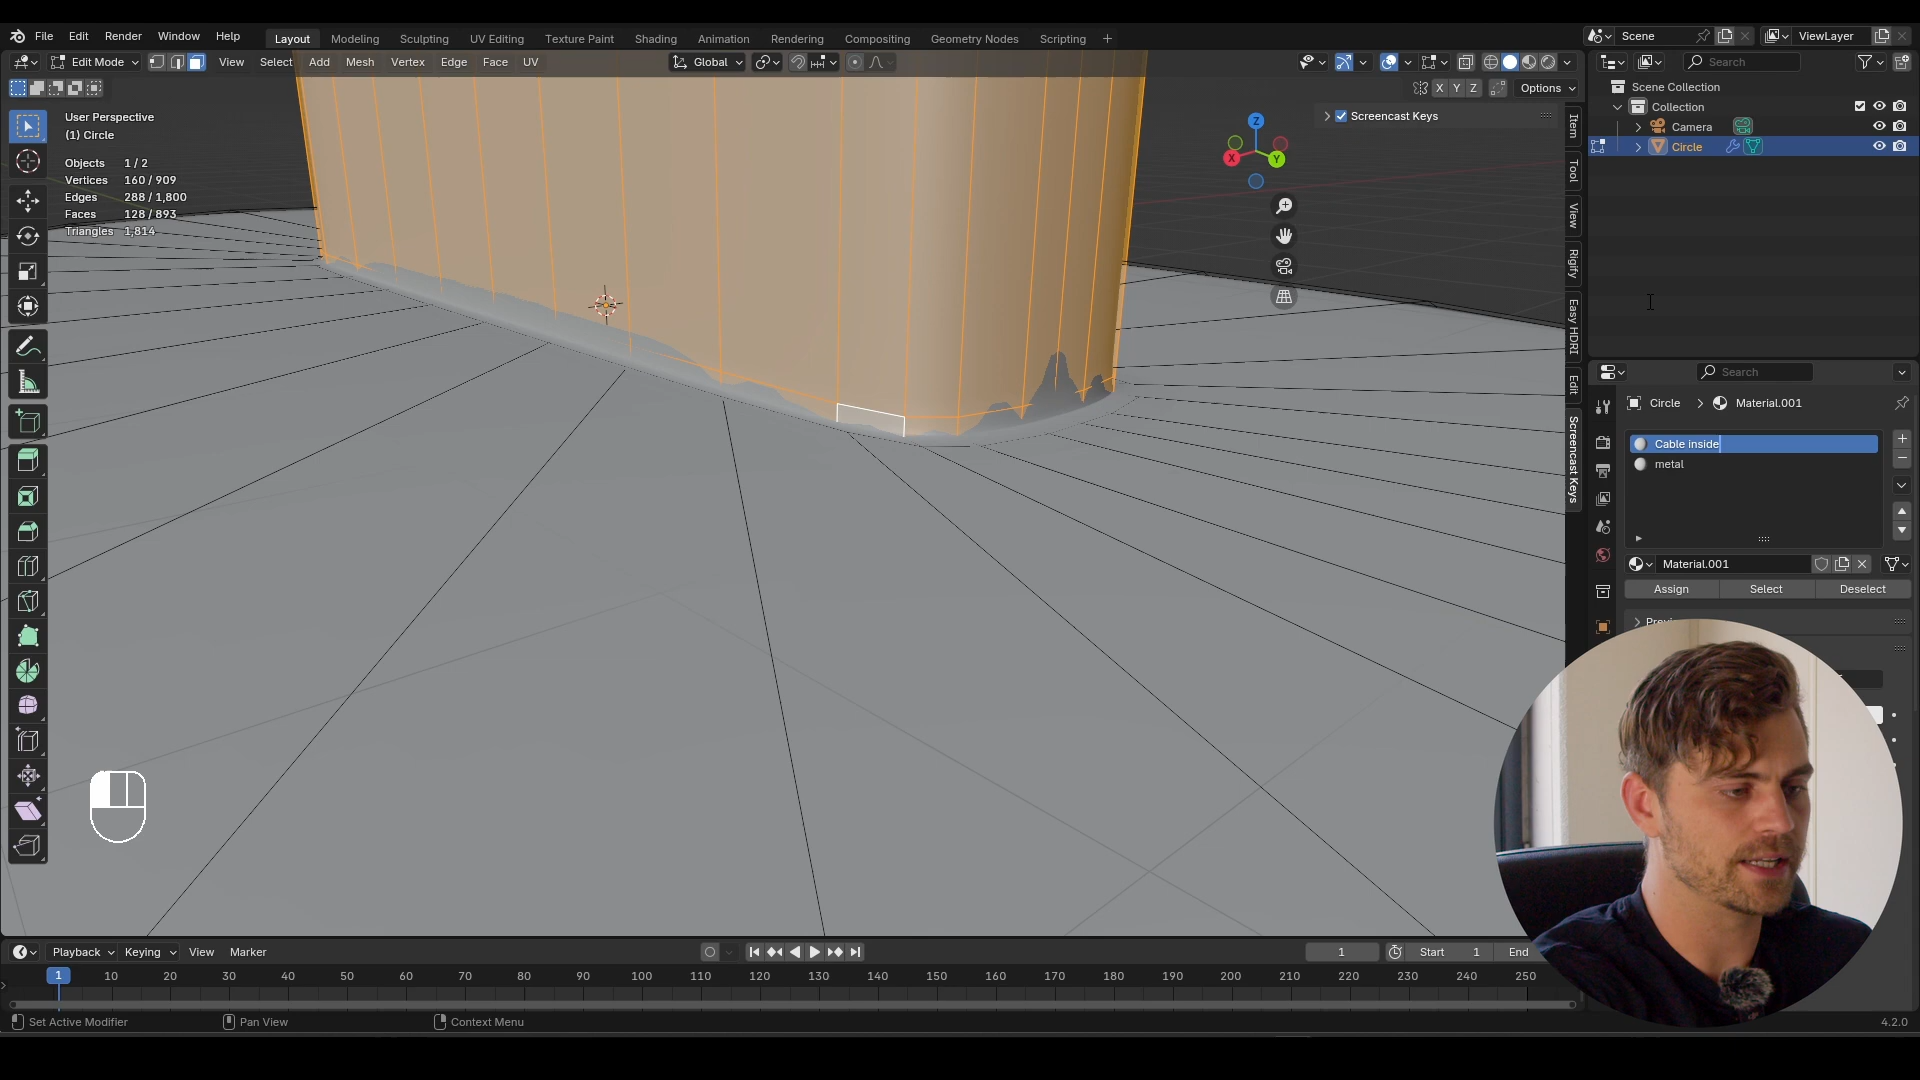 File Edit Render Window Help Layout Modeling Sculpting UV Editing Texture Paint Shading Animation Rendering Compositing Geometry Nodes Scripting + Scene ViewLayer
Edit Mode View Select Add Mesh Vertex Edge Face UV Global Search
X Y Z Options
Scene Collection
Collection
Camera
Circle
User Perspective
(1) Circle
Objects 1 / 2
Vertices 160 / 909
Edges 288 / 1,800
Faces 128 / 893
Triangles 1,814
Screencast Keys
Z
X
Y
Item
Tool
View
Rigify
Easy HDRI
Edit
Screencast Keys
Search
Circle > Material.001
Cable inside
metal
Material.001
Assign Select Deselect
Playback Keying View Marker 1 Start 1 End
1 10 20 30 40 50 60 70 80 90 100 110 120 130 140 150 160 170 180 190 200 210 220 230 240 250
Set Active Modifier Pan View Context Menu 4.2.0